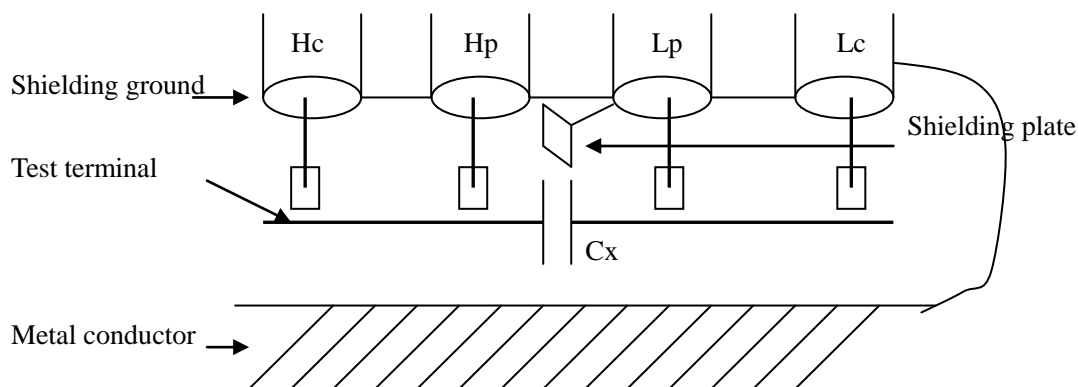 Hc Hp Lp Lc
Shielding ground
Shielding plate
Test terminal
Cx
Metal conductor